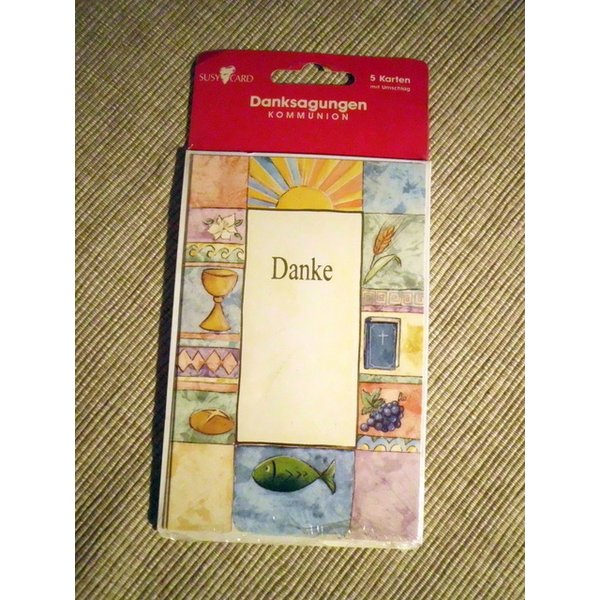 SUSY CARD
5 Karten
mit Umschlag
Danksagungen
KOMMUNION
Danke